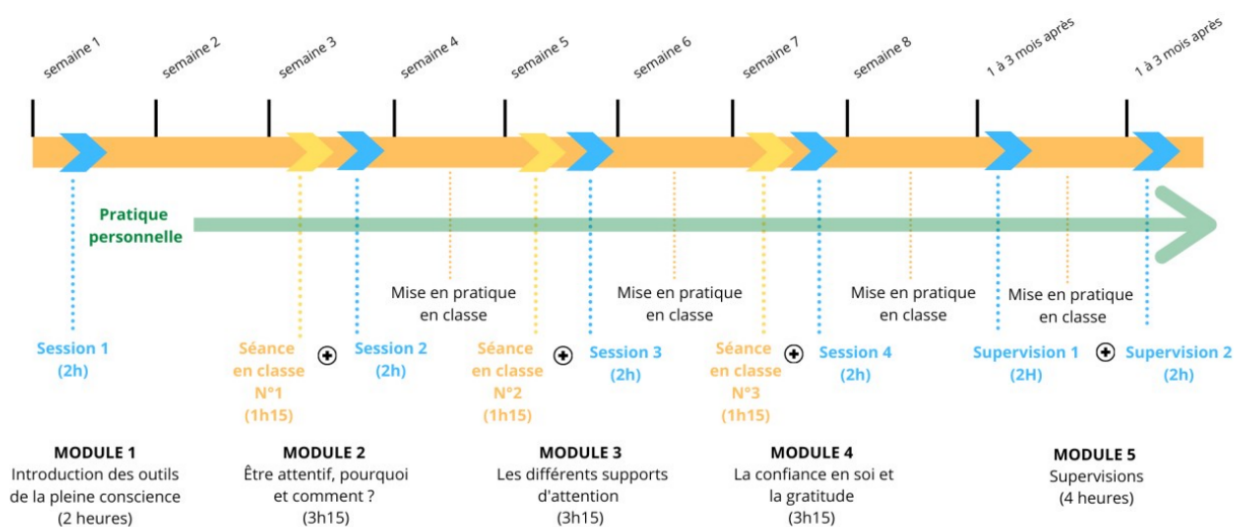 semaine 1
semaine 2
semaine 3
semaine 4
semaine 5
semaine 6
semaine 7
semaine 8
1 à 3 mois après
1 à 3 mois après
Pratique
personnelle
Mise en pratique
en classe
Mise en pratique
en classe
Mise en pratique
en classe
Mise en pratique
en classe
Session 1
(2h)
Séance
en classe
N°1
(1h15)
Session 2
(2h)
Séance
en classe
N°2
(1h15)
Session 3
(2h)
Séance
en classe
N°3
(1h15)
Session 4
(2h)
Supervision 1
(2H)
Supervision 2
(2h)
MODULE 1
Introduction des outils
de la pleine conscience
(2 heures)
MODULE 2
Être attentif, pourquoi
et comment ?
(3h15)
MODULE 3
Les différents supports
d'attention
(3h15)
MODULE 4
La confiance en soi et
la gratitude
(3h15)
MODULE 5
Supervisions
(4 heures)